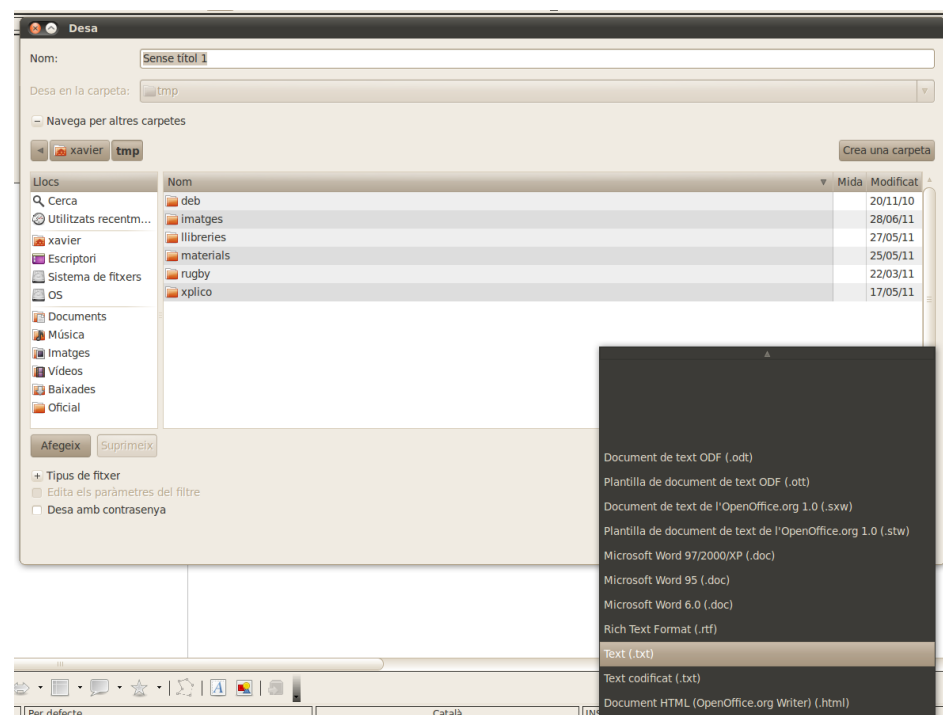 Desa
Nom: Sense títol 1
Desa en la carpeta: tmp
Navega per altres carpetes
xavier tmp Crea una carpeta
Llocs Nom Mida Modificat
Cerca deb 20/11/10
Utilitzats recentm... imatges 28/06/11
xavier llibreries 27/05/11
Escriptori materials 25/05/11
Sistema de fitxers rugby 22/03/11
OS xplico 17/05/11
Documents
Música
Imatges
Vídeos
Baixades
Oficial
Afegeix Suprimeix
Tipus de fitxer
Edita els paràmetres del filtre
Desa amb contrasenya
Document de text ODF (.odt)
Plantilla de document de text ODF (.ott)
Document de text de l'OpenOffice.org 1.0 (.sxw)
Plantilla de document de text de l'OpenOffice.org 1.0 (.stw)
Microsoft Word 97/2000/XP (.doc)
Microsoft Word 95 (.doc)
Microsoft Word 6.0 (.doc)
Rich Text Format (.rtf)
Text (.txt)
Text codificat (.txt)
Document HTML (OpenOffice.org Writer) (.html)
Per defecte Català INS